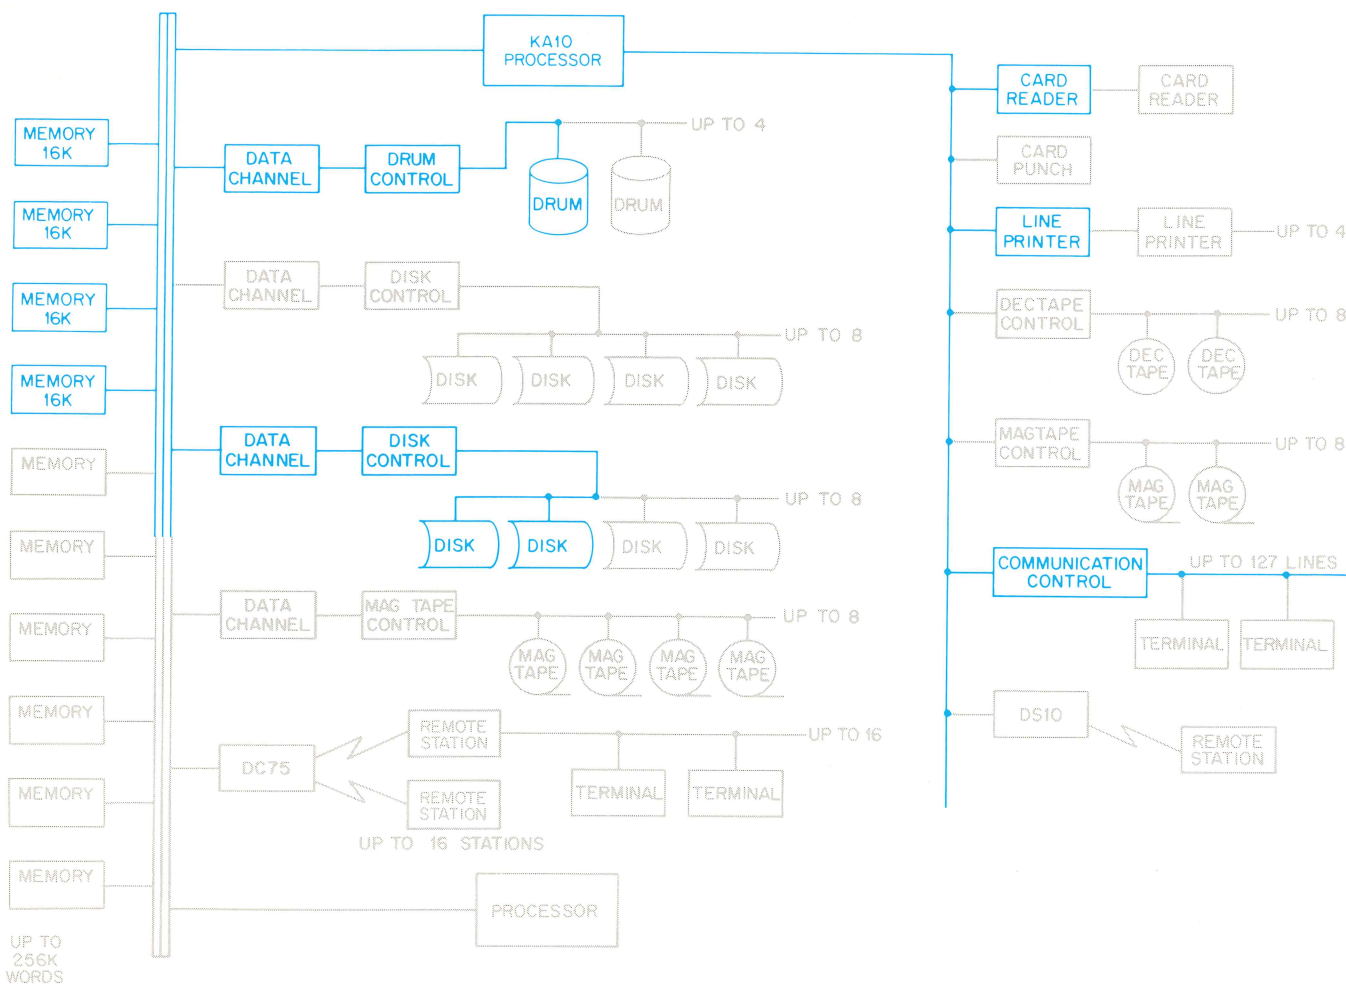 KA10
PROCESSOR
MEMORY
16K
MEMORY
16K
MEMORY
16K
MEMORY
16K
MEMORY
MEMORY
MEMORY
MEMORY
MEMORY
MEMORY
UP TO
256K
WORDS
DATA
CHANNEL
DRUM
CONTROL
DRUM
DRUM
UP TO 4
DATA
CHANNEL
DISK
CONTROL
UP TO 8
DISK
DISK
DISK
DISK
DATA
CHANNEL
DISK
CONTROL
UP TO 8
DISK
DISK
DISK
DISK
DATA
CHANNEL
MAG TAPE
CONTROL
UP TO 8
MAG
TAPE
MAG
TAPE
MAG
TAPE
MAG
TAPE
DC75
REMOTE
STATION
UP TO 16
TERMINAL
TERMINAL
REMOTE
STATION
UP TO 16 STATIONS
PROCESSOR
CARD
READER
CARD
READER
CARD
PUNCH
LINE
PRINTER
LINE
PRINTER
UP TO 4
DECTAPE
CONTROL
UP TO 8
DEC
TAPE
DEC
TAPE
MAGTAPE
CONTROL
UP TO 8
MAG
TAPE
MAG
TAPE
COMMUNICATION
CONTROL
UP TO 127 LINES
TERMINAL
TERMINAL
DS10
REMOTE
STATION